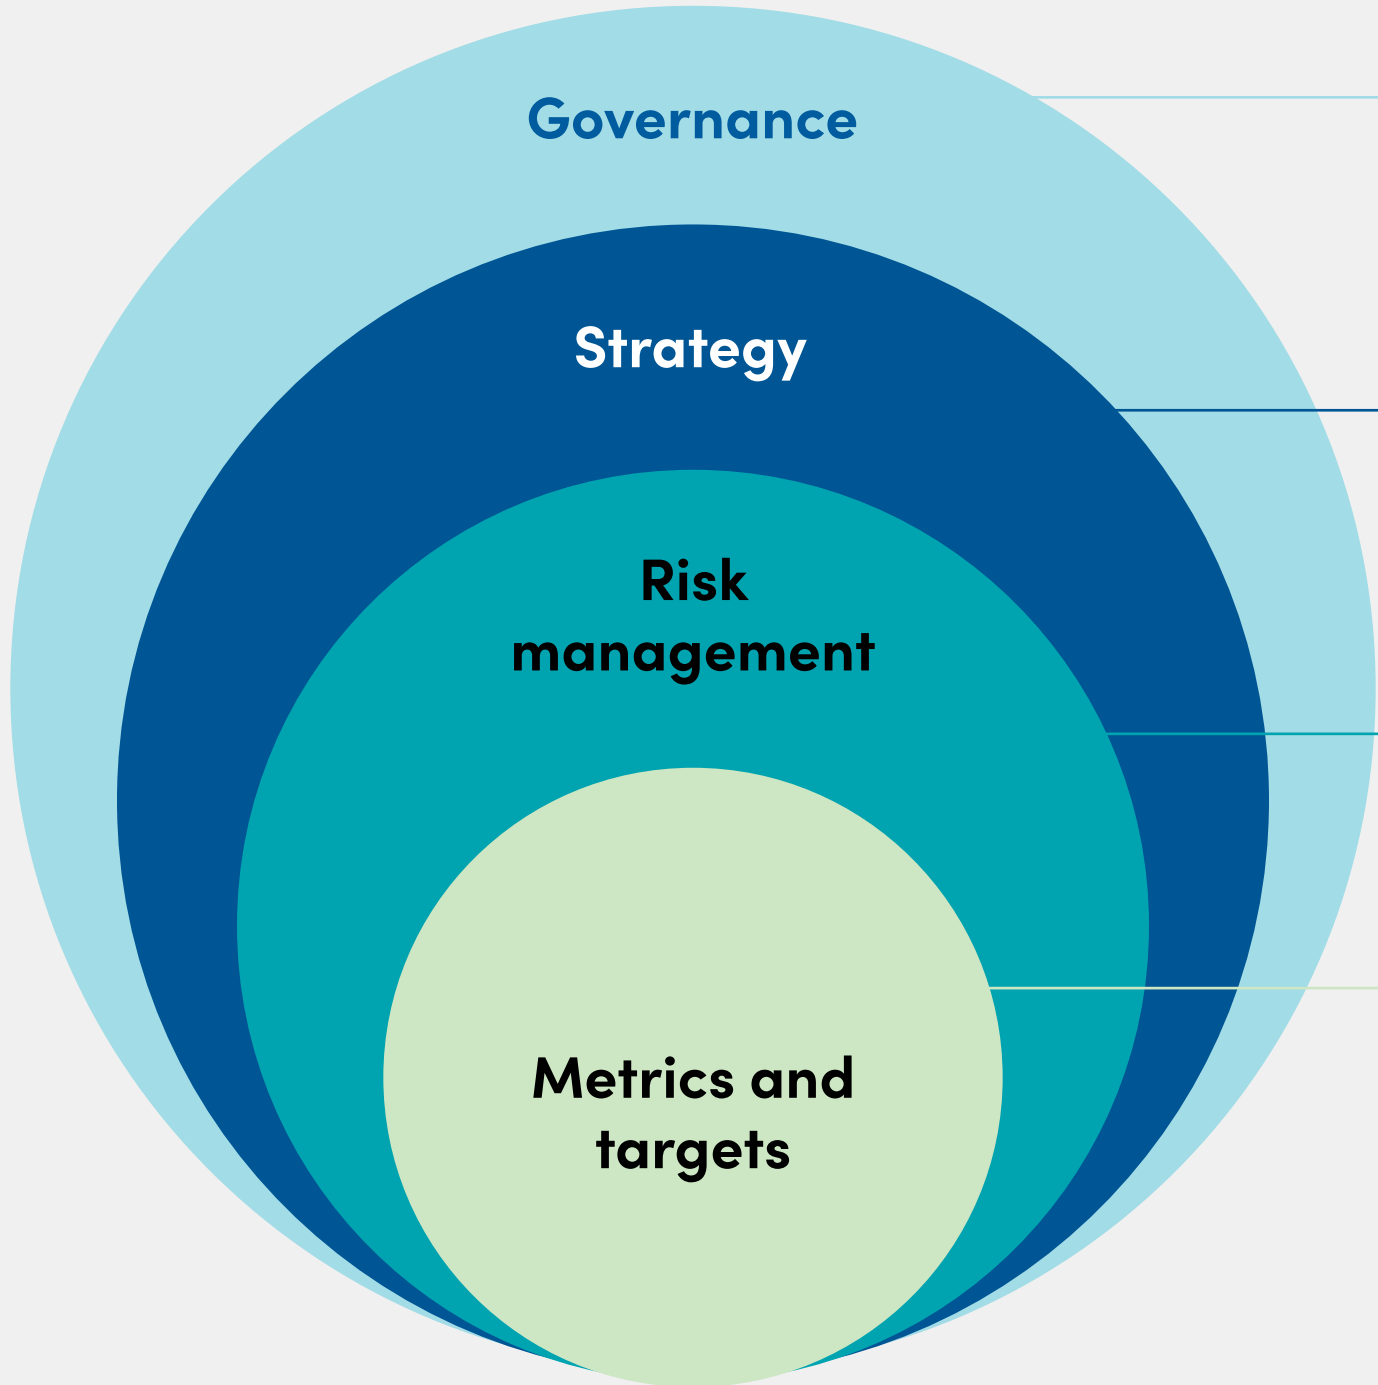 Governance
Strategy
Risk
management
Metrics and
targets